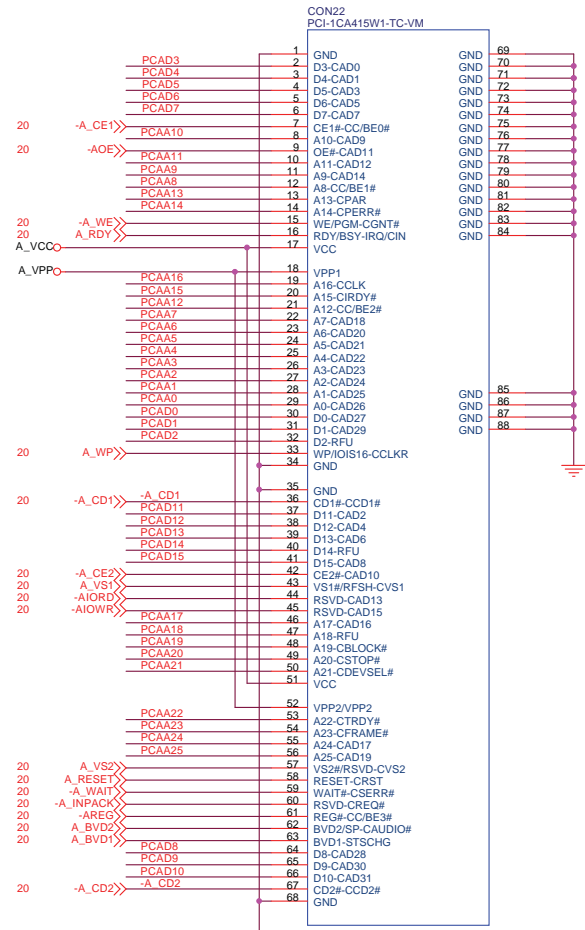 CON22
PCI-1CA415W1-TC-VM
1 GND GND 69
PCAD3 2 D3-CAD0 GND 70
PCAD4 3 D4-CAD1 GND 71
PCAD5 4 D5-CAD3 GND 72
PCAD6 5 D6-CAD5 GND 73
PCAD7 6 D7-CAD7 GND 74
20 -A_CE1 7 CE1#-CC/BE0# GND 75
PCAA10 8 A10-CAD9 GND 76
20 -AOE 9 OE#-CAD11 GND 77
PCAA11 10 A11-CAD12 GND 78
PCAA9 11 A9-CAD14 GND 79
PCAA8 12 A8-CC/BE1# GND 80
PCAA13 13 A13-CPAR GND 81
PCAA14 14 A14-CPERR# GND 82
20 -A_WE 15 WE/PGM-CGNT# GND 83
20 A_RDY 16 RDY/BSY-IRQ/CIN GND 84
A_VCC 17 VCC
A_VPP 18 VPP1
PCAA16 19 A16-CCLK
PCAA15 20 A15-CIRDY#
PCAA12 21 A12-CC/BE2#
PCAA7 22 A7-CAD18
PCAA6 23 A6-CAD20
PCAA5 24 A5-CAD21
PCAA4 25 A4-CAD22
PCAA3 26 A3-CAD23
PCAA2 27 A2-CAD24
PCAA1 28 A1-CAD25 GND 85
PCAA0 29 A0-CAD26 GND 86
PCAD0 30 D0-CAD27 GND 87
PCAD1 31 D1-CAD29 GND 88
PCAD2 32 D2-RFU
20 A_WP 33 WP/IOIS16-CCLKR
34 GND
35 GND
20 -A_CD1 -A_CD1 36 CD1#-CCD1#
PCAD11 37 D11-CAD2
PCAD12 38 D12-CAD4
PCAD13 39 D13-CAD6
PCAD14 40 D14-RFU
PCAD15 41 D15-CAD8
20 -A_CE2 42 CE2#-CAD10
20 A_VS1 43 VS1#/RFSH-CVS1
20 -AIORD 44 RSVD-CAD13
20 -AIOWR 45 RSVD-CAD15
PCAA17 46 A17-CAD16
PCAA18 47 A18-RFU
PCAA19 48 A19-CBLOCK#
PCAA20 49 A20-CSTOP#
PCAA21 50 A21-CDEVSEL#
51 VCC
52 VPP2/VPP2
PCAA22 53 A22-CTRDY#
PCAA23 54 A23-CFRAME#
PCAA24 55 A24-CAD17
PCAA25 56 A25-CAD19
20 A_VS2 57 VS2#/RSVD-CVS2
20 A_RESET 58 RESET-CRST
20 -A_WAIT 59 WAIT#-CSERR#
20 -A_INPACK 60 RSVD-CREQ#
20 -AREG 61 REG#-CC/BE3#
20 A_BVD2 62 BVD2/SP-CAUDIO#
20 A_BVD1 63 BVD1-STSCHG
PCAD8 64 D8-CAD28
PCAD9 65 D9-CAD30
PCAD10 66 D10-CAD31
20 -A_CD2 -A_CD2 67 CD2#-CCD2#
68 GND